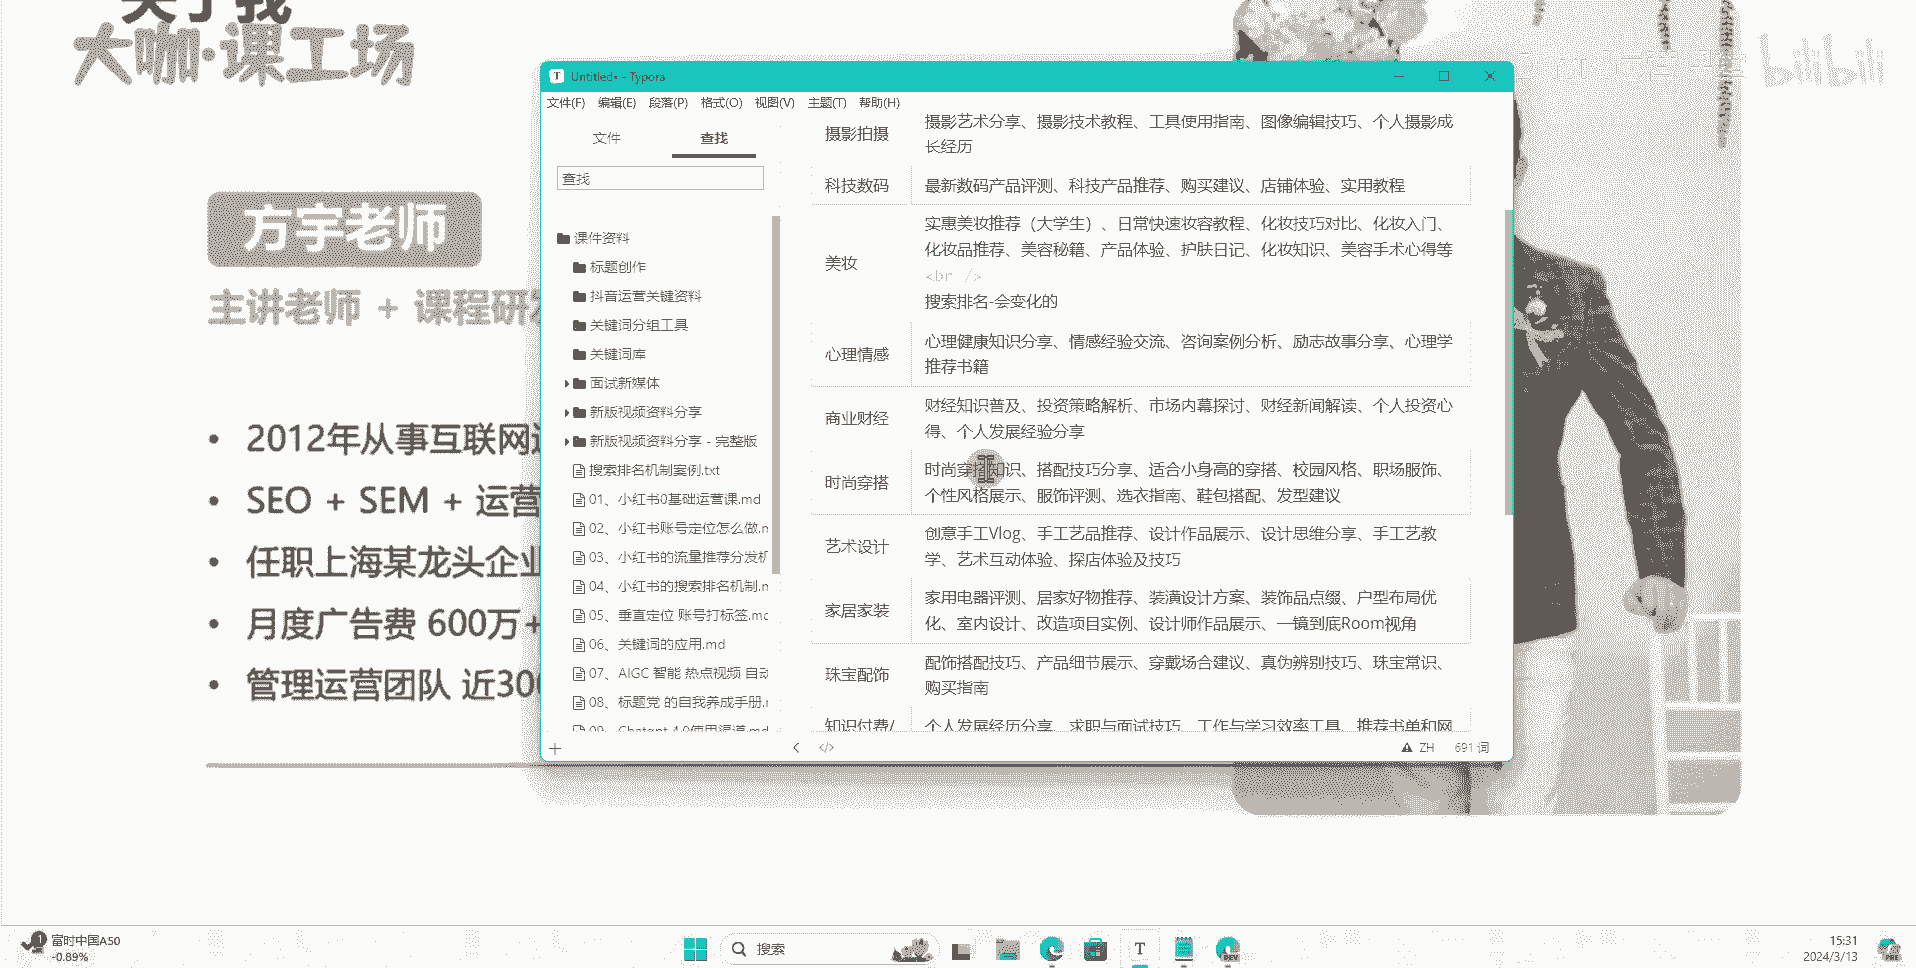 关于我
大咖·课工场
bilibili
方宇老师
主讲老师 + 课程研发
2012年从事互联网运
SEO + SEM + 运营
任职上海某龙头企业
月度广告费 600万+
管理运营团队 近300
Untitled• - Typora
文件(F) 编辑(E) 段落(P) 格式(O) 视图(V) 主题(T) 帮助(H)
文件 查找
查找
课件资料
标题创作
抖音运营关键资料
关键词分组工具
关键词库
面试新媒体
新版视频资料分享
新版视频资料分享 - 完整版
搜索排名机制案例.txt
01、小红书0基础运营课.md
02、小红书账号定位怎么做.m
03、小红书的流量推荐分发机
04、小红书的搜索排名机制.m
05、垂直定位 账号打标签.mc
06、关键词的应用.md
07、AIGC 智能 热点视频 自动
08、标题党 的自我养成手册.r
09、Chatgpt 4.0使用渠道.md
摄影拍摄
摄影艺术分享、摄影技术教程、工具使用指南、图像编辑技巧、个人摄影成
长经历
科技数码
最新数码产品评测、科技产品推荐、购买建议、店铺体验、实用教程
美妆
实惠美妆推荐（大学生）、日常快速妆容教程、化妆技巧对比、化妆入门、
化妆品推荐、美容秘籍、产品体验、护肤日记、化妆知识、美容手术心得等
<br />
搜索排名-会变化的
心理情感
心理健康知识分享、情感经验交流、咨询案例分析、励志故事分享、心理学
推荐书籍
商业财经
财经知识普及、投资策略解析、市场内幕探讨、财经新闻解读、个人投资心
得、个人发展经验分享
时尚穿搭
时尚穿搭知识、搭配技巧分享、适合小身高的穿搭、校园风格、职场服饰、
个性风格展示、服饰评测、选衣指南、鞋包搭配、发型建议
艺术设计
创意手工Vlog、手工艺品推荐、设计作品展示、设计思维分享、手工艺教
学、艺术互动体验、探店体验及技巧
家居家装
家用电器评测、居家好物推荐、装潢设计方案、装饰品点缀、户型布局优
化、室内设计、改造项目实例、设计师作品展示、一镜到底Room视角
珠宝配饰
配饰搭配技巧、产品细节展示、穿戴场合建议、真伪辨别技巧、珠宝常识、
购买指南
知识付费/
个人发展经历分享、求职与面试技巧、工作与学习效率工具、推荐书单和网
ZH 691 词
富时中国A50
-0.89%
搜索
15:31
2024/3/13